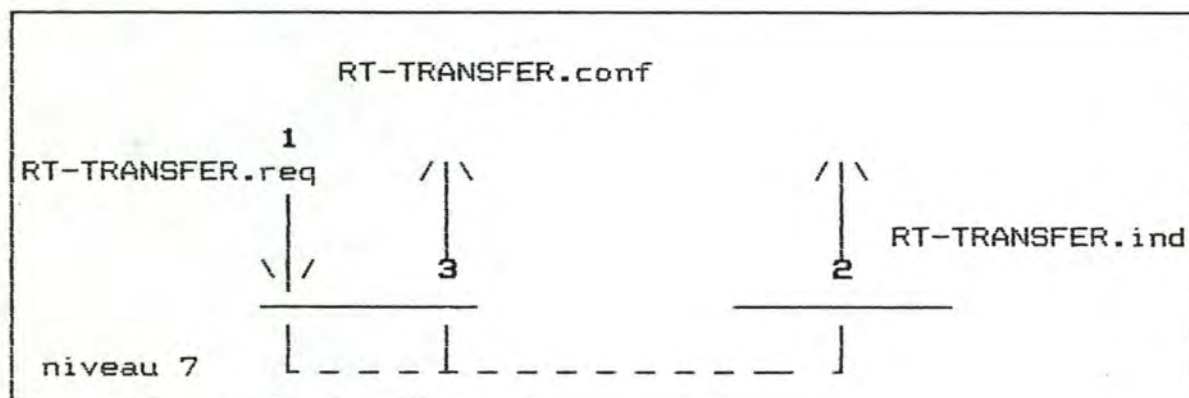 RT-TRANSFER.conf
1
RT-TRANSFER.req
RT-TRANSFER.ind
3
2
niveau 7